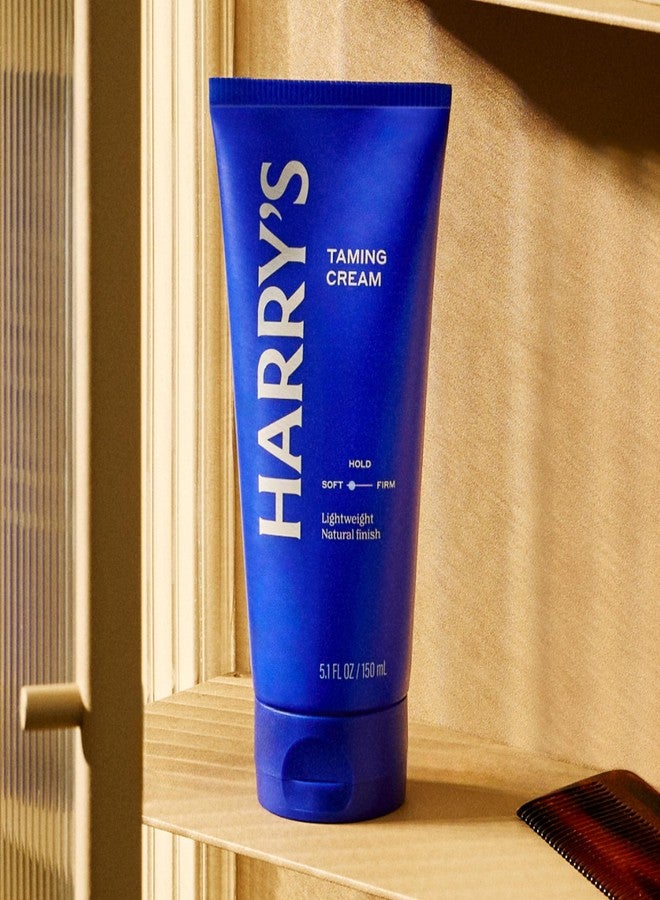 HARRY'S
TAMING
CREAM
HOLD
SOFT FIRM
Lightweight
Natural finish
5.1 FL OZ / 150 mL